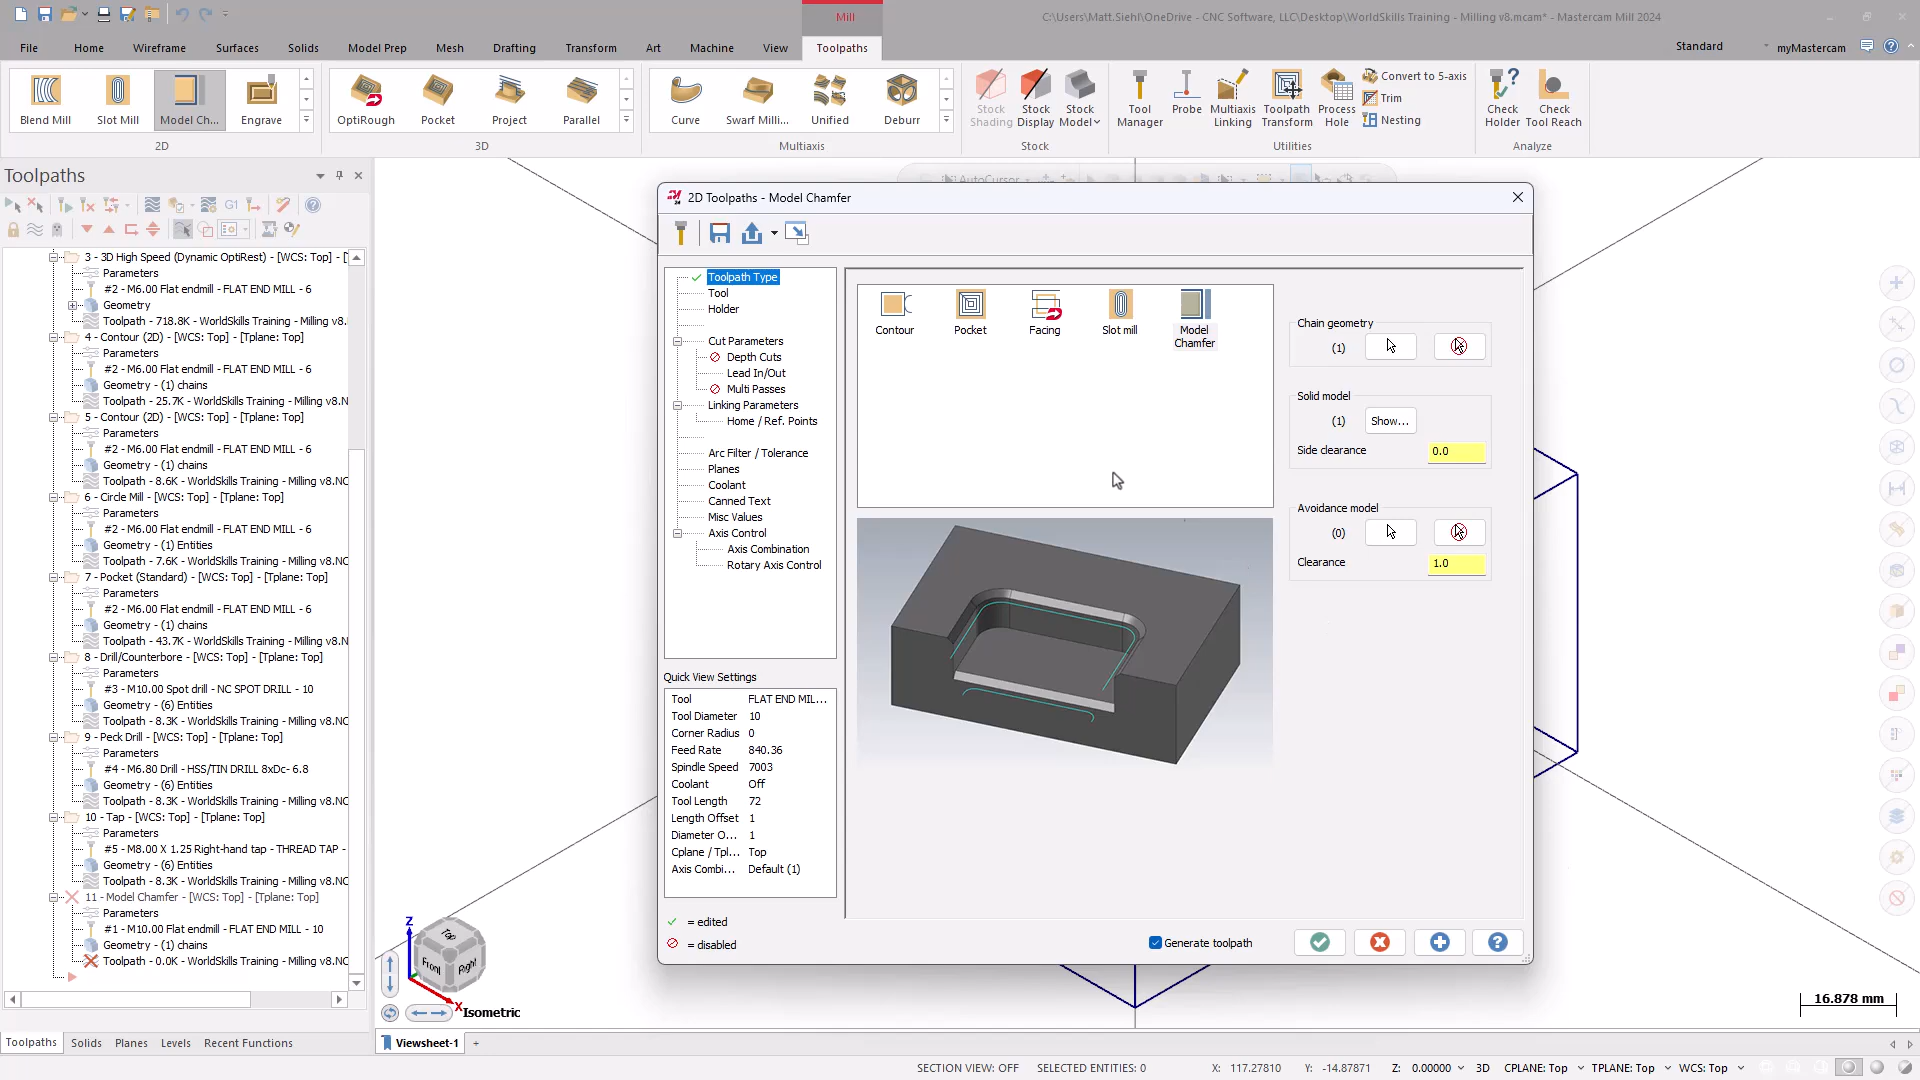 Mill
C:\Users\Matt.Siehl\OneDrive - CNC Software, LLC\Desktop\WorldSkills Training - Milling v8.mcam* - Mastercam Mill 2024
File Home Wireframe Surfaces Solids Model Prep Mesh Drafting Transform Art Machine View Toolpaths
Standard myMastercam
Blend Mill Slot Mill Model Ch... Engrave
2D
OptiRough Pocket Project Parallel
3D
Curve Swarf Milli... Unified Deburr
Multiaxis
Stock Shading
Stock Display
Stock Model
Stock
Tool Manager
Probe
Multiaxis Linking
Toolpath Transform
Process Hole
Convert to 5-axis
Trim
Nesting
Utilities
Check Holder
Check Tool Reach
Analyze
Toolpaths
G1
3 - 3D High Speed (Dynamic OptiRest) - [WCS: Top] - [
Parameters
#2 - M6.00 Flat endmill - FLAT END MILL - 6
Geometry
Toolpath - 718.8K - WorldSkills Training - Milling v8.
4 - Contour (2D) - [WCS: Top] - [Tplane: Top]
Parameters
#2 - M6.00 Flat endmill - FLAT END MILL - 6
Geometry - (1) chains
Toolpath - 25.7K - WorldSkills Training - Milling v8.N
5 - Contour (2D) - [WCS: Top] - [Tplane: Top]
Parameters
#2 - M6.00 Flat endmill - FLAT END MILL - 6
Geometry - (1) chains
Toolpath - 8.6K - WorldSkills Training - Milling v8.NC
6 - Circle Mill - [WCS: Top] - [Tplane: Top]
Parameters
#2 - M6.00 Flat endmill - FLAT END MILL - 6
Geometry - (1) Entities
Toolpath - 7.6K - WorldSkills Training - Milling v8.NC
7 - Pocket (Standard) - [WCS: Top] - [Tplane: Top]
Parameters
#2 - M6.00 Flat endmill - FLAT END MILL - 6
Geometry - (1) chains
Toolpath - 43.7K - WorldSkills Training - Milling v8.N
8 - Drill/Counterbore - [WCS: Top] - [Tplane: Top]
Parameters
#3 - M10.00 Spot drill - NC SPOT DRILL - 10
Geometry - (6) Entities
Toolpath - 8.3K - WorldSkills Training - Milling v8.NC
9 - Peck Drill - [WCS: Top] - [Tplane: Top]
Parameters
#4 - M6.80 Drill - HSS/TIN DRILL 8xDc- 6.8
Geometry - (6) Entities
Toolpath - 8.3K - WorldSkills Training - Milling v8.NC
10 - Tap - [WCS: Top] - [Tplane: Top]
Parameters
#5 - M8.00 X 1.25 Right-hand tap - THREAD TAP -
Geometry - (6) Entities
Toolpath - 8.3K - WorldSkills Training - Milling v8.NC
11 - Model Chamfer - [WCS: Top] - [Tplane: Top]
Parameters
#1 - M10.00 Flat endmill - FLAT END MILL - 10
Geometry - (1) chains
Toolpath - 0.0K - WorldSkills Training - Milling v8.NC
Toolpaths Solids Planes Levels Recent Functions
AutoCursor
2D Toolpaths - Model Chamfer
Toolpath Type
Tool
Holder
Cut Parameters
Depth Cuts
Lead In/Out
Multi Passes
Linking Parameters
Home / Ref. Points
Arc Filter / Tolerance
Planes
Coolant
Canned Text
Misc Values
Axis Control
Axis Combination
Rotary Axis Control
Quick View Settings
Tool FLAT END MIL...
Tool Diameter 10
Corner Radius 0
Feed Rate 840.36
Spindle Speed 7003
Coolant Off
Tool Length 72
Length Offset 1
Diameter O... 1
Cplane / Tpl... Top
Axis Combi... Default (1)
= edited
= disabled
Contour Pocket Facing Slot mill Model Chamfer
Chain geometry
(1)
Solid model
(1) Show...
Side clearance 0.0
Avoidance model
(0)
Clearance 1.0
Generate toolpath
Z
Top
Front
Right
X
Isometric
16.878 mm
Viewsheet-1 +
SECTION VIEW: OFF SELECTED ENTITIES: 0 X: 117.27810 Y: -14.87871 Z: 0.00000 3D CPLANE: Top TPLANE: Top WCS: Top